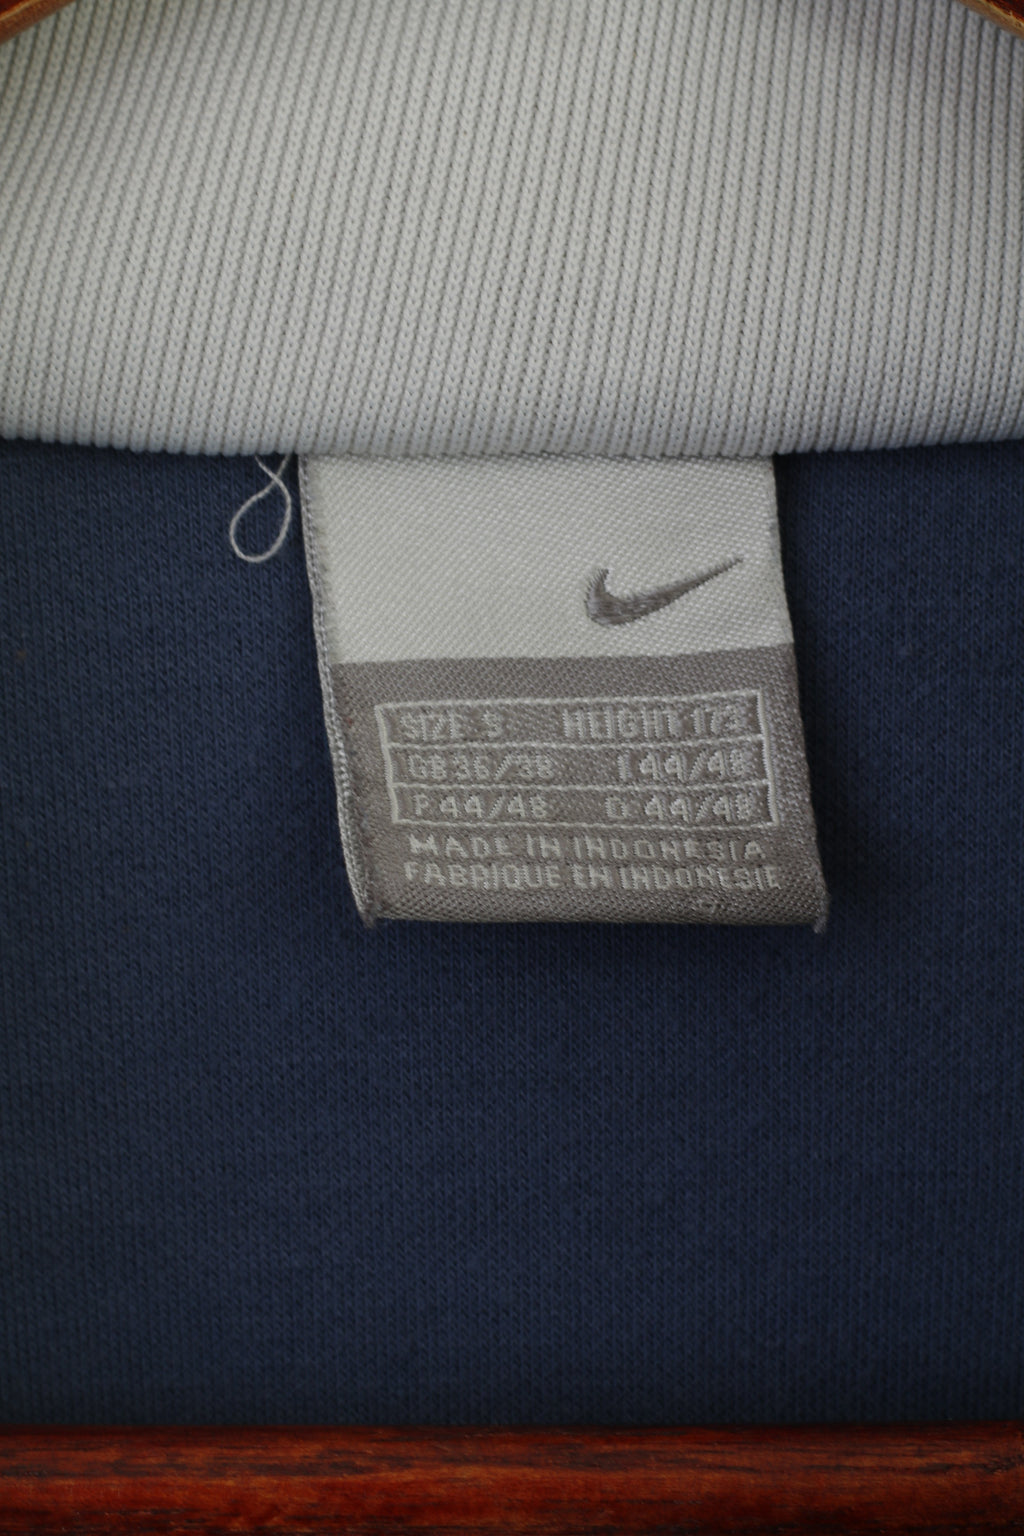 SIZE S HEIGHT 173
GB 36/38 I 44/48
F 44/48 D 44/48
MADE IN INDONESIA
FABRIQUE EN INDONESIE